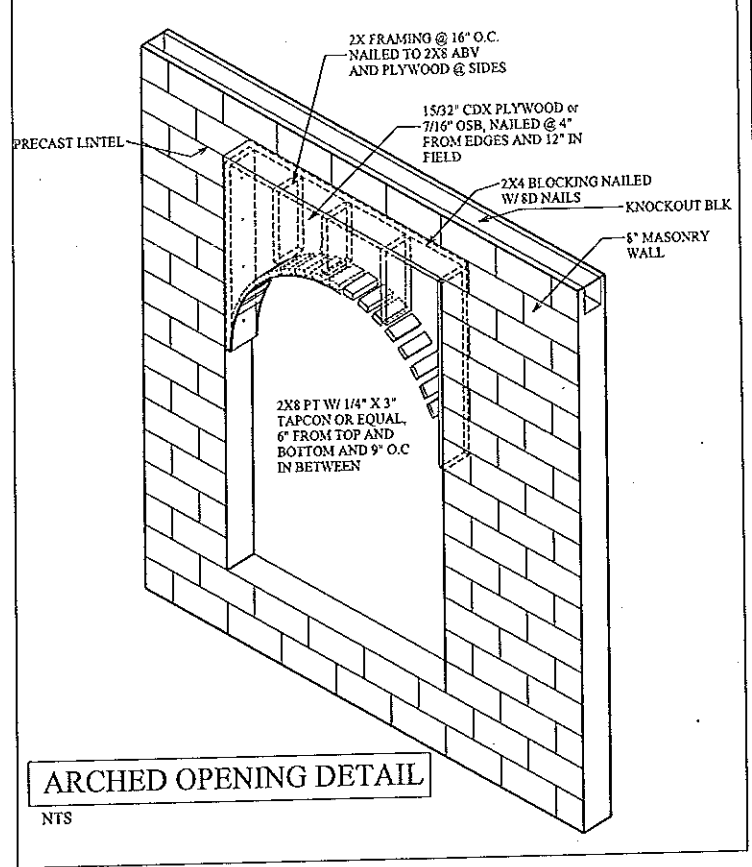 2X FRAMING @ 16" O.C.
NAILED TO 2X8 ABV
AND PLYWOOD @ SIDES
15/32" CDX PLYWOOD or
7/16" OSB, NAILED @ 4"
FROM EDGES AND 12" IN
FIELD
PRECAST LINTEL
2X4 BLOCKING NAILED
W/ 8D NAILS
KNOCKOUT BLK
8" MASONRY
WALL
2X8 PT W/ 1/4" X 3"
TAPCON OR EQUAL,
6" FROM TOP AND
BOTTOM AND 9" O.C
IN BETWEEN
ARCHED OPENING DETAIL
NTS